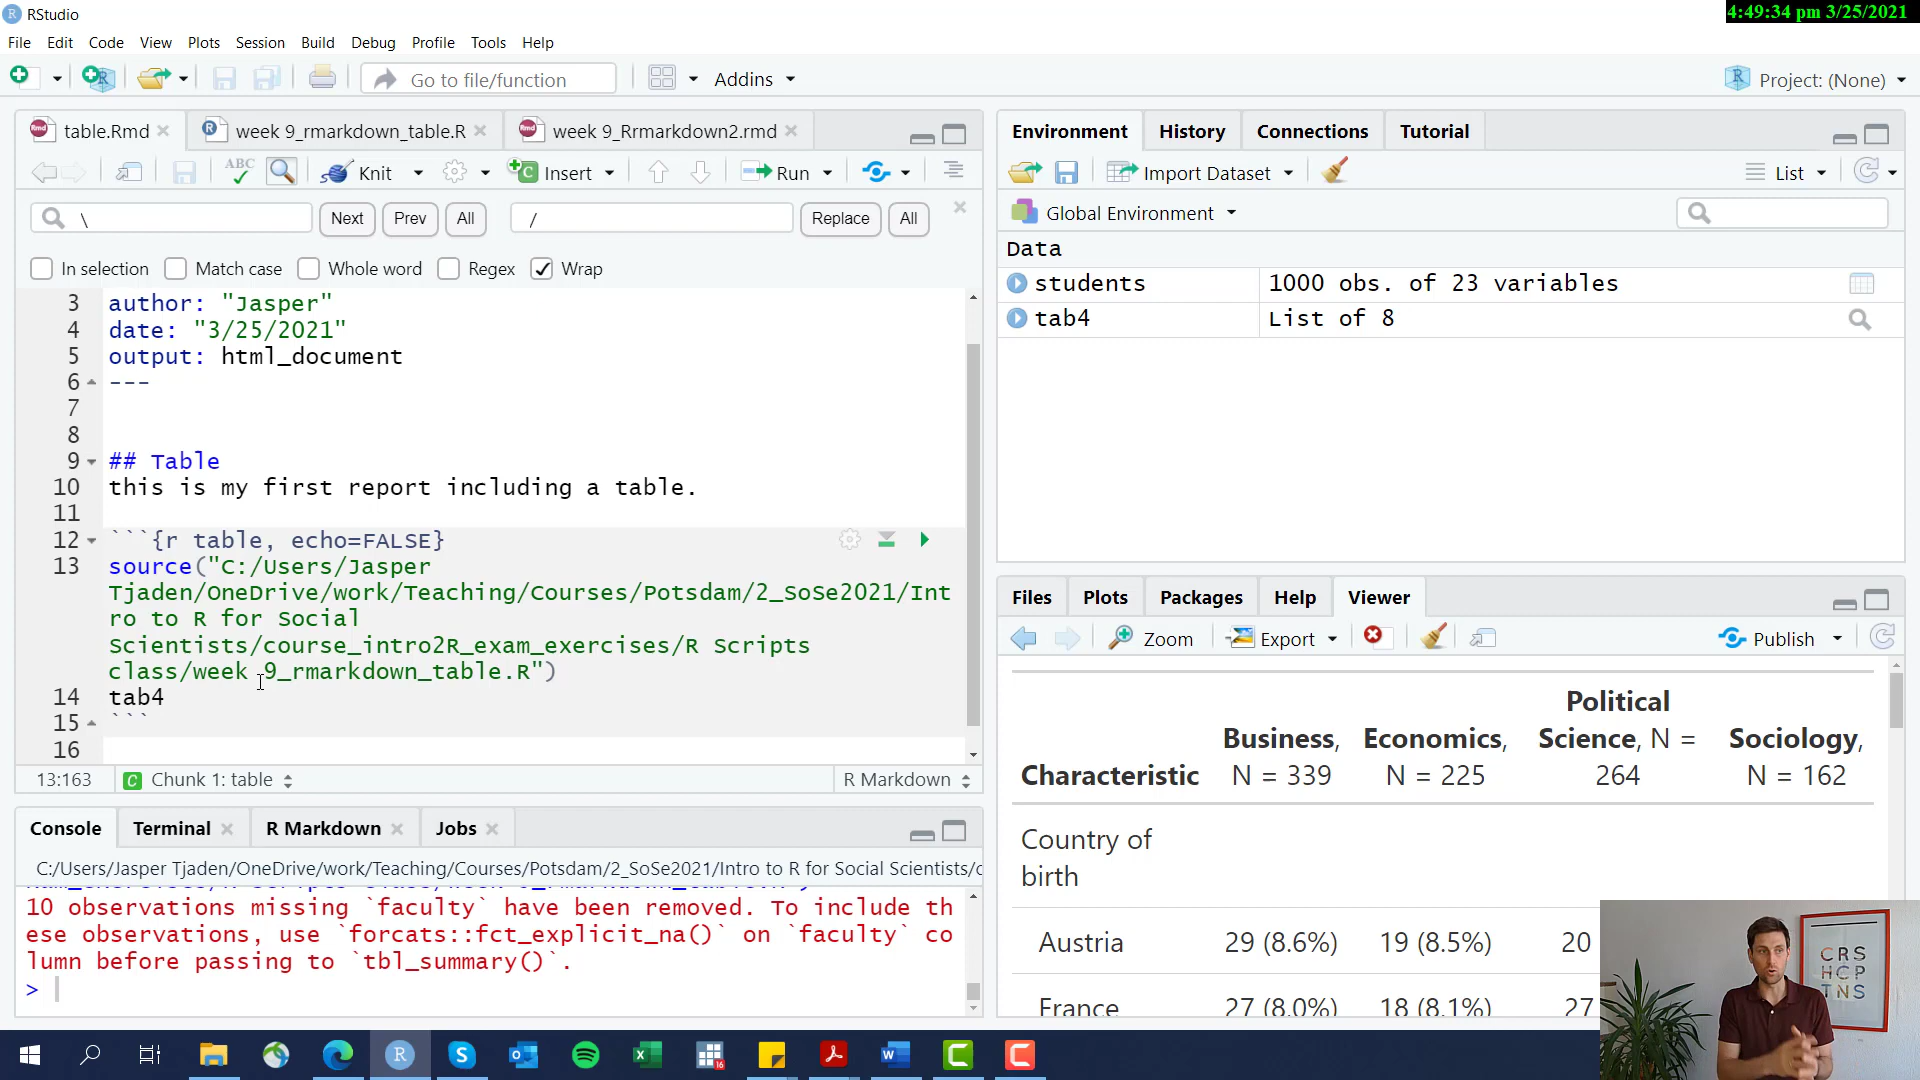 RStudio
4:49:34 pm 3/25/2021
File Edit Code View Plots Session Build Debug Profile Tools Help
Go to file/function
Addins
Project: (None)
table.Rmd
week 9_rmarkdown_table.R
week 9_Rrmarkdown2.rmd
ABC
Knit
Insert
Run
\
Next
Prev
All
/
Replace
All
In selection
Match case
Whole word
Regex
Wrap
3 author: "Jasper"
4 date: "3/25/2021"
5 output: html_document
6 ---
7
8
9 ## Table
10 this is my first report including a table.
11
12 ```{r table, echo=FALSE}
13 source("C:/Users/Jasper
Tjaden/OneDrive/work/Teaching/Courses/Potsdam/2_SoSe2021/Int
ro to R for Social
Scientists/course_intro2R_exam_exercises/R Scripts
class/week 9_rmarkdown_table.R")
14 tab4
15 ```
16
13:163
C Chunk 1: table
R Markdown
Console Terminal R Markdown Jobs
C:/Users/Jasper Tjaden/OneDrive/work/Teaching/Courses/Potsdam/2_SoSe2021/Intro to R for Social Scientists/c
10 observations missing `faculty` have been removed. To include th
ese observations, use `forcats::fct_explicit_na()` on `faculty` co
lumn before passing to `tbl_summary()`.
>
Environment History Connections Tutorial
Import Dataset
List
Global Environment
Data
students 1000 obs. of 23 variables
tab4 List of 8
Files Plots Packages Help Viewer
Zoom
Export
Publish
Characteristic
Business, N = 339
Economics, N = 225
Political Science, N = 264
Sociology, N = 162
Country of
birth
Austria 29 (8.6%) 19 (8.5%) 20
France 27 (8.0%) 18 (8.1%) 27
CRS
HCP
TNS